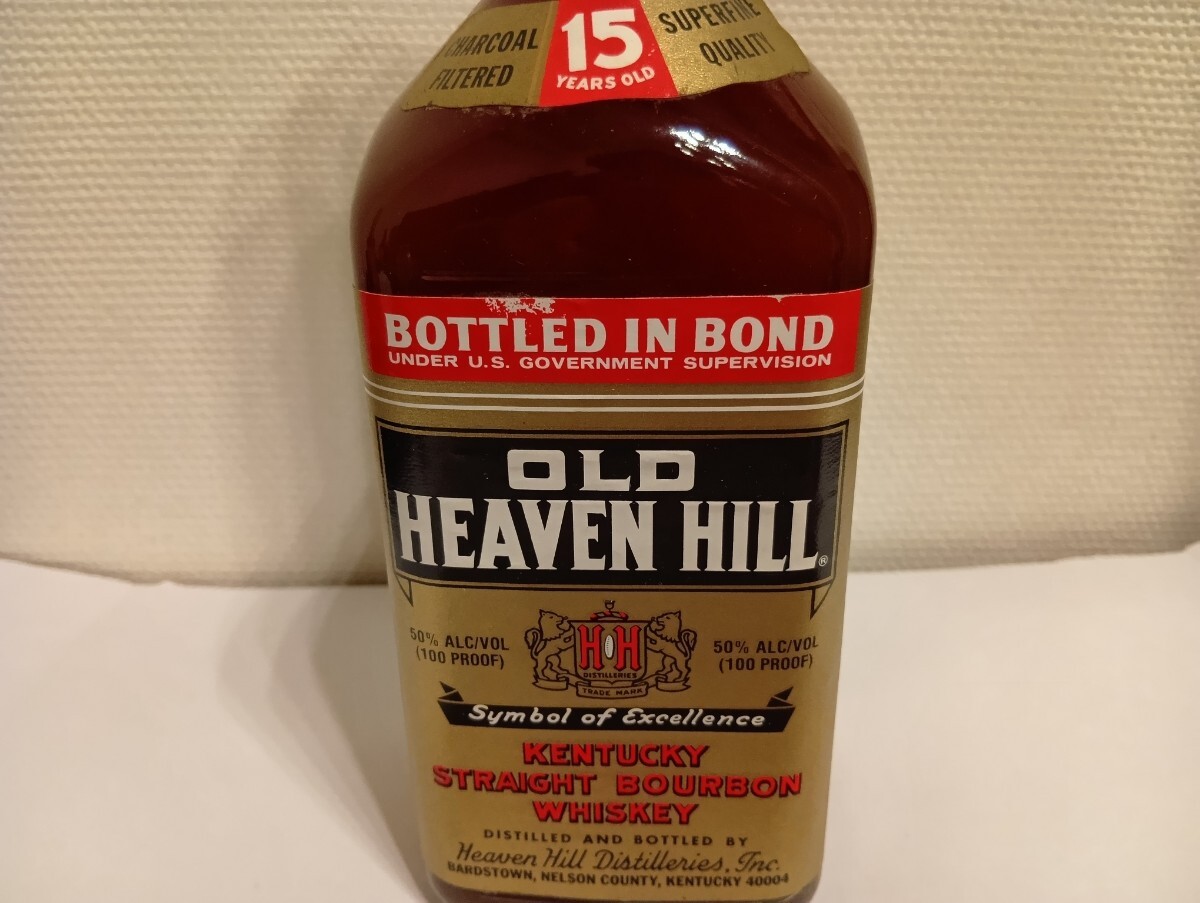 CHARCOAL
FILTERED
15
YEARS OLD
SUPERFINE
QUALITY
BOTTLED IN BOND
UNDER U.S. GOVERNMENT SUPERVISION
OLD
HEAVEN HILL®
50% ALC/VOL
(100 PROOF)
H H
DISTILLERIES
TRADE MARK
50% ALC/VOL
(100 PROOF)
Symbol of Excellence
KENTUCKY
STRAIGHT BOURBON
WHISKEY
DISTILLED AND BOTTLED BY
Heaven Hill Distilleries, Inc.
BARDSTOWN, NELSON COUNTY, KENTUCKY 40004